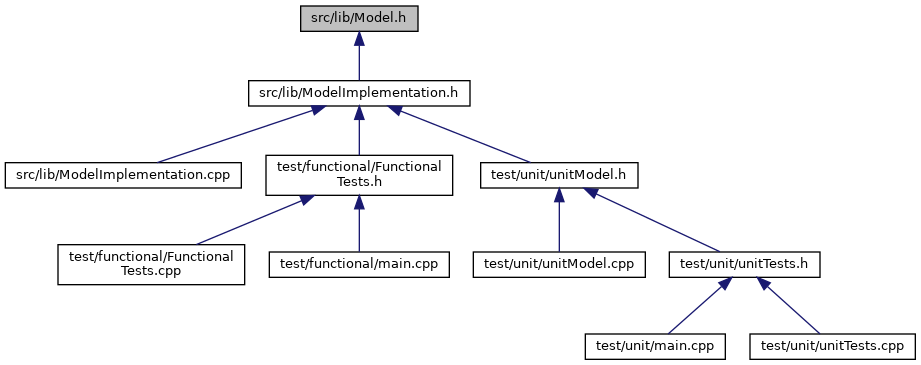 src/lib/Model.h
src/lib/ModelImplementation.h
src/lib/ModelImplementation.cpp
test/functional/Functional
Tests.h
test/unit/unitModel.h
test/functional/Functional
Tests.cpp
test/functional/main.cpp
test/unit/unitModel.cpp
test/unit/unitTests.h
test/unit/main.cpp
test/unit/unitTests.cpp